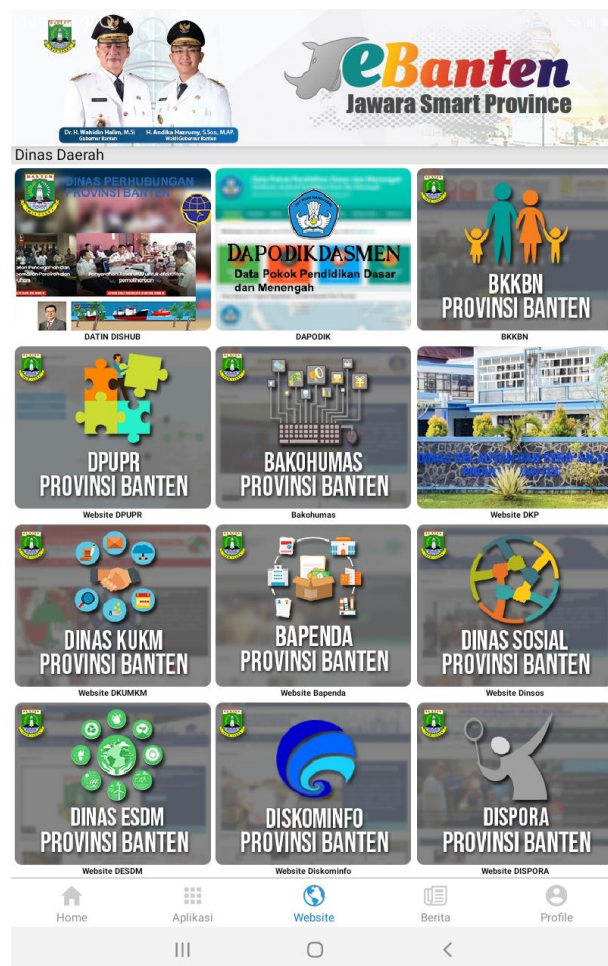 eBanten
Jawara Smart Province
Dr. H. Wahidin Halim, M.Si
Gubernur Banten
H. Andika Hazrumy, S.Sos, M.AP.
Wakil Gubernur Banten
Dinas Daerah
BANTEN
DINAS PERHUBUNGAN
PROVINSI BANTEN
DATIN DISHUB
DAPODIKDASMEN
Data Pokok Pendidikan Dasar
dan Menengah
DAPODIK
BKKBN
PROVINSI BANTEN
BKKBN
DPUPR
PROVINSI BANTEN
Website DPUPR
BAKOHUMAS
PROVINSI BANTEN
Bakohumas
Website DKP
DINAS KUKM
PROVINSI BANTEN
Website DKUMKM
BAPENDA
PROVINSI BANTEN
Website Bapenda
DINAS SOSIAL
PROVINSI BANTEN
Website Dinsos
DINAS ESDM
PROVINSI BANTEN
Website DESDM
DISKOMINFO
PROVINSI BANTEN
Website Diskominfo
DISPORA
PROVINSI BANTEN
Website DISPORA
Home
Aplikasi
Website
Berita
Profile